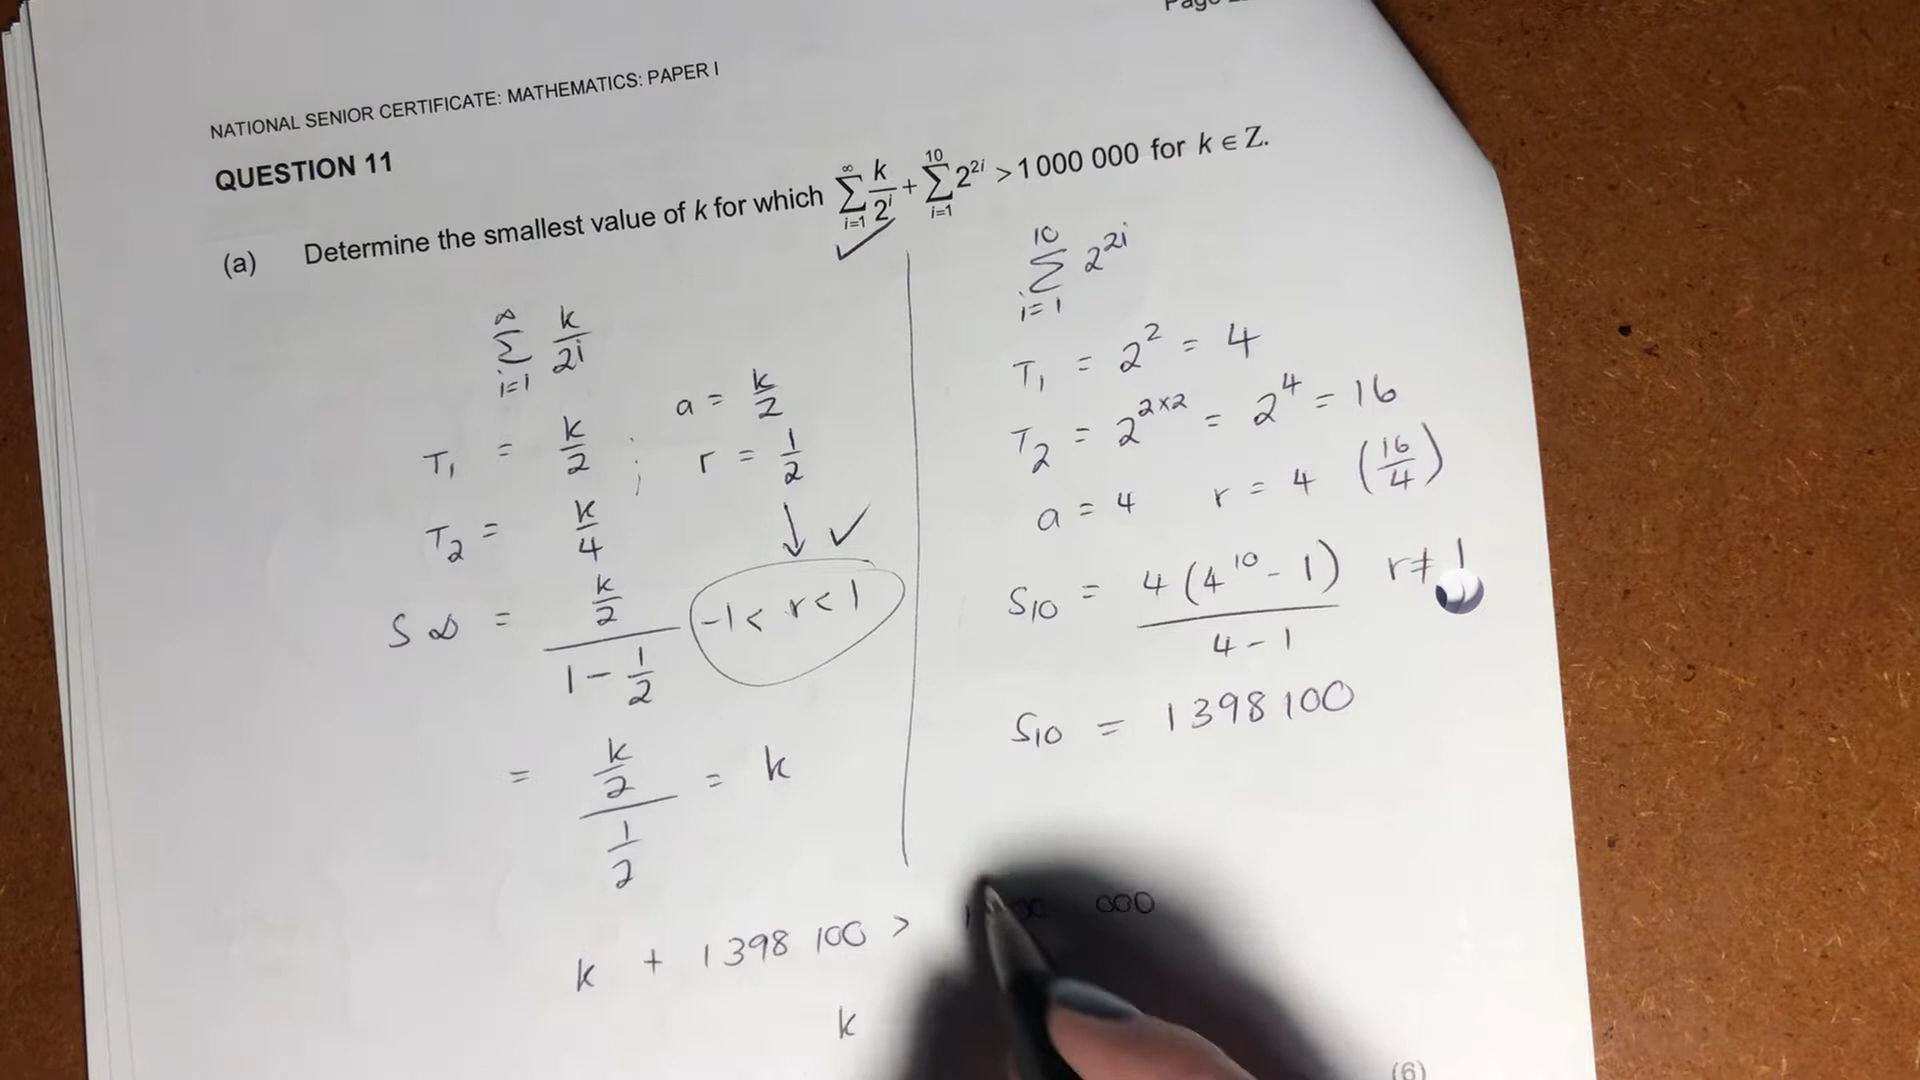 Page
NATIONAL SENIOR CERTIFICATE: MATHEMATICS: PAPER I
QUESTION 11
(a) Determine the smallest value of k for which ∑_{i=1}^{∞} k/2^i + ∑_{i=1}^{10} 2^{2i} > 1 000 000 for k ∈ Z.
∑_{i=1}^{∞} k/2i
T₁ = k/2 ; a = k/2
r = 1/2
T₂ = k/4
↓ ✓
S∞ = (k/2)/(1 - 1/2) -1 < r < 1
= (k/2)/(1/2) = k
∑_{i=1}^{10} 2^{2i}
T₁ = 2² = 4
T₂ = 2^{2×2} = 2⁴ = 16
a = 4 r = 4 (16/4)
S₁₀ = 4(4¹⁰ - 1)/(4 - 1) r ≠ 1
S₁₀ = 1 398 100
k + 1 398 100 > 000
k
(6)